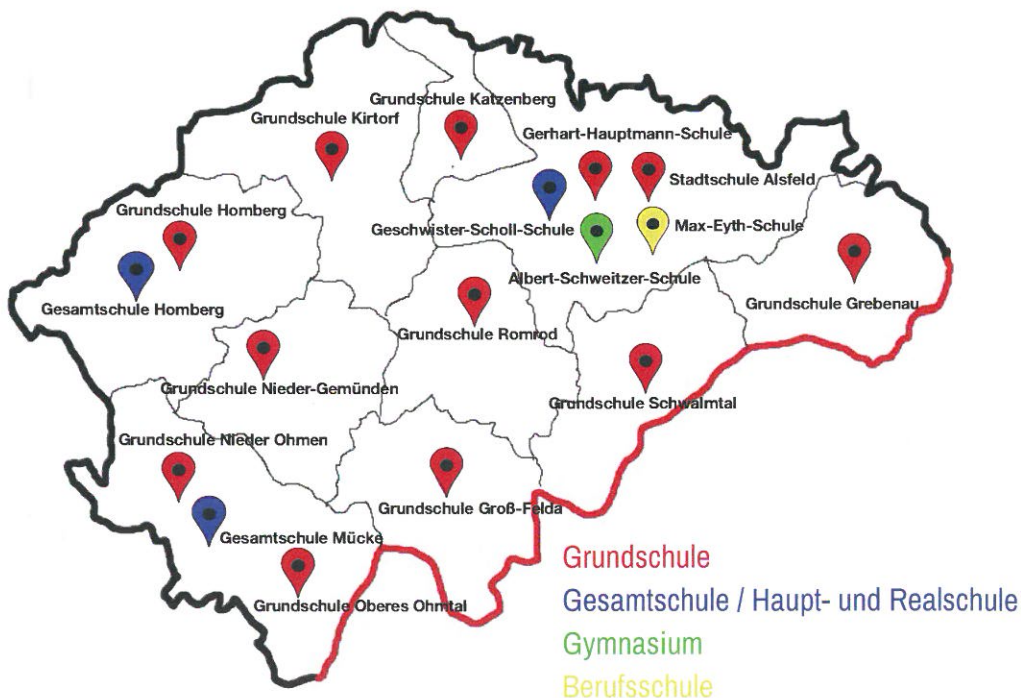 Grundschule Katzenberg
Grundschule Kirtorf
Gerhart-Hauptmann-Schule
Stadtschule Alsfeld
Grundschule Homberg
Geschwister-Scholl-Schule
Max-Eyth-Schule
Albert-Schweitzer-Schule
Gesamtschule Homberg
Grundschule Grebenau
Grundschule Romrod
Grundschule Nieder-Gemünden
Grundschule Schwalmtal
Grundschule Nieder Ohmen
Grundschule Groß-Felda
Gesamtschule Mücke
Grundschule Oberes Ohmtal
Grundschule
Gesamtschule / Haupt- und Realschule
Gymnasium
Berufsschule